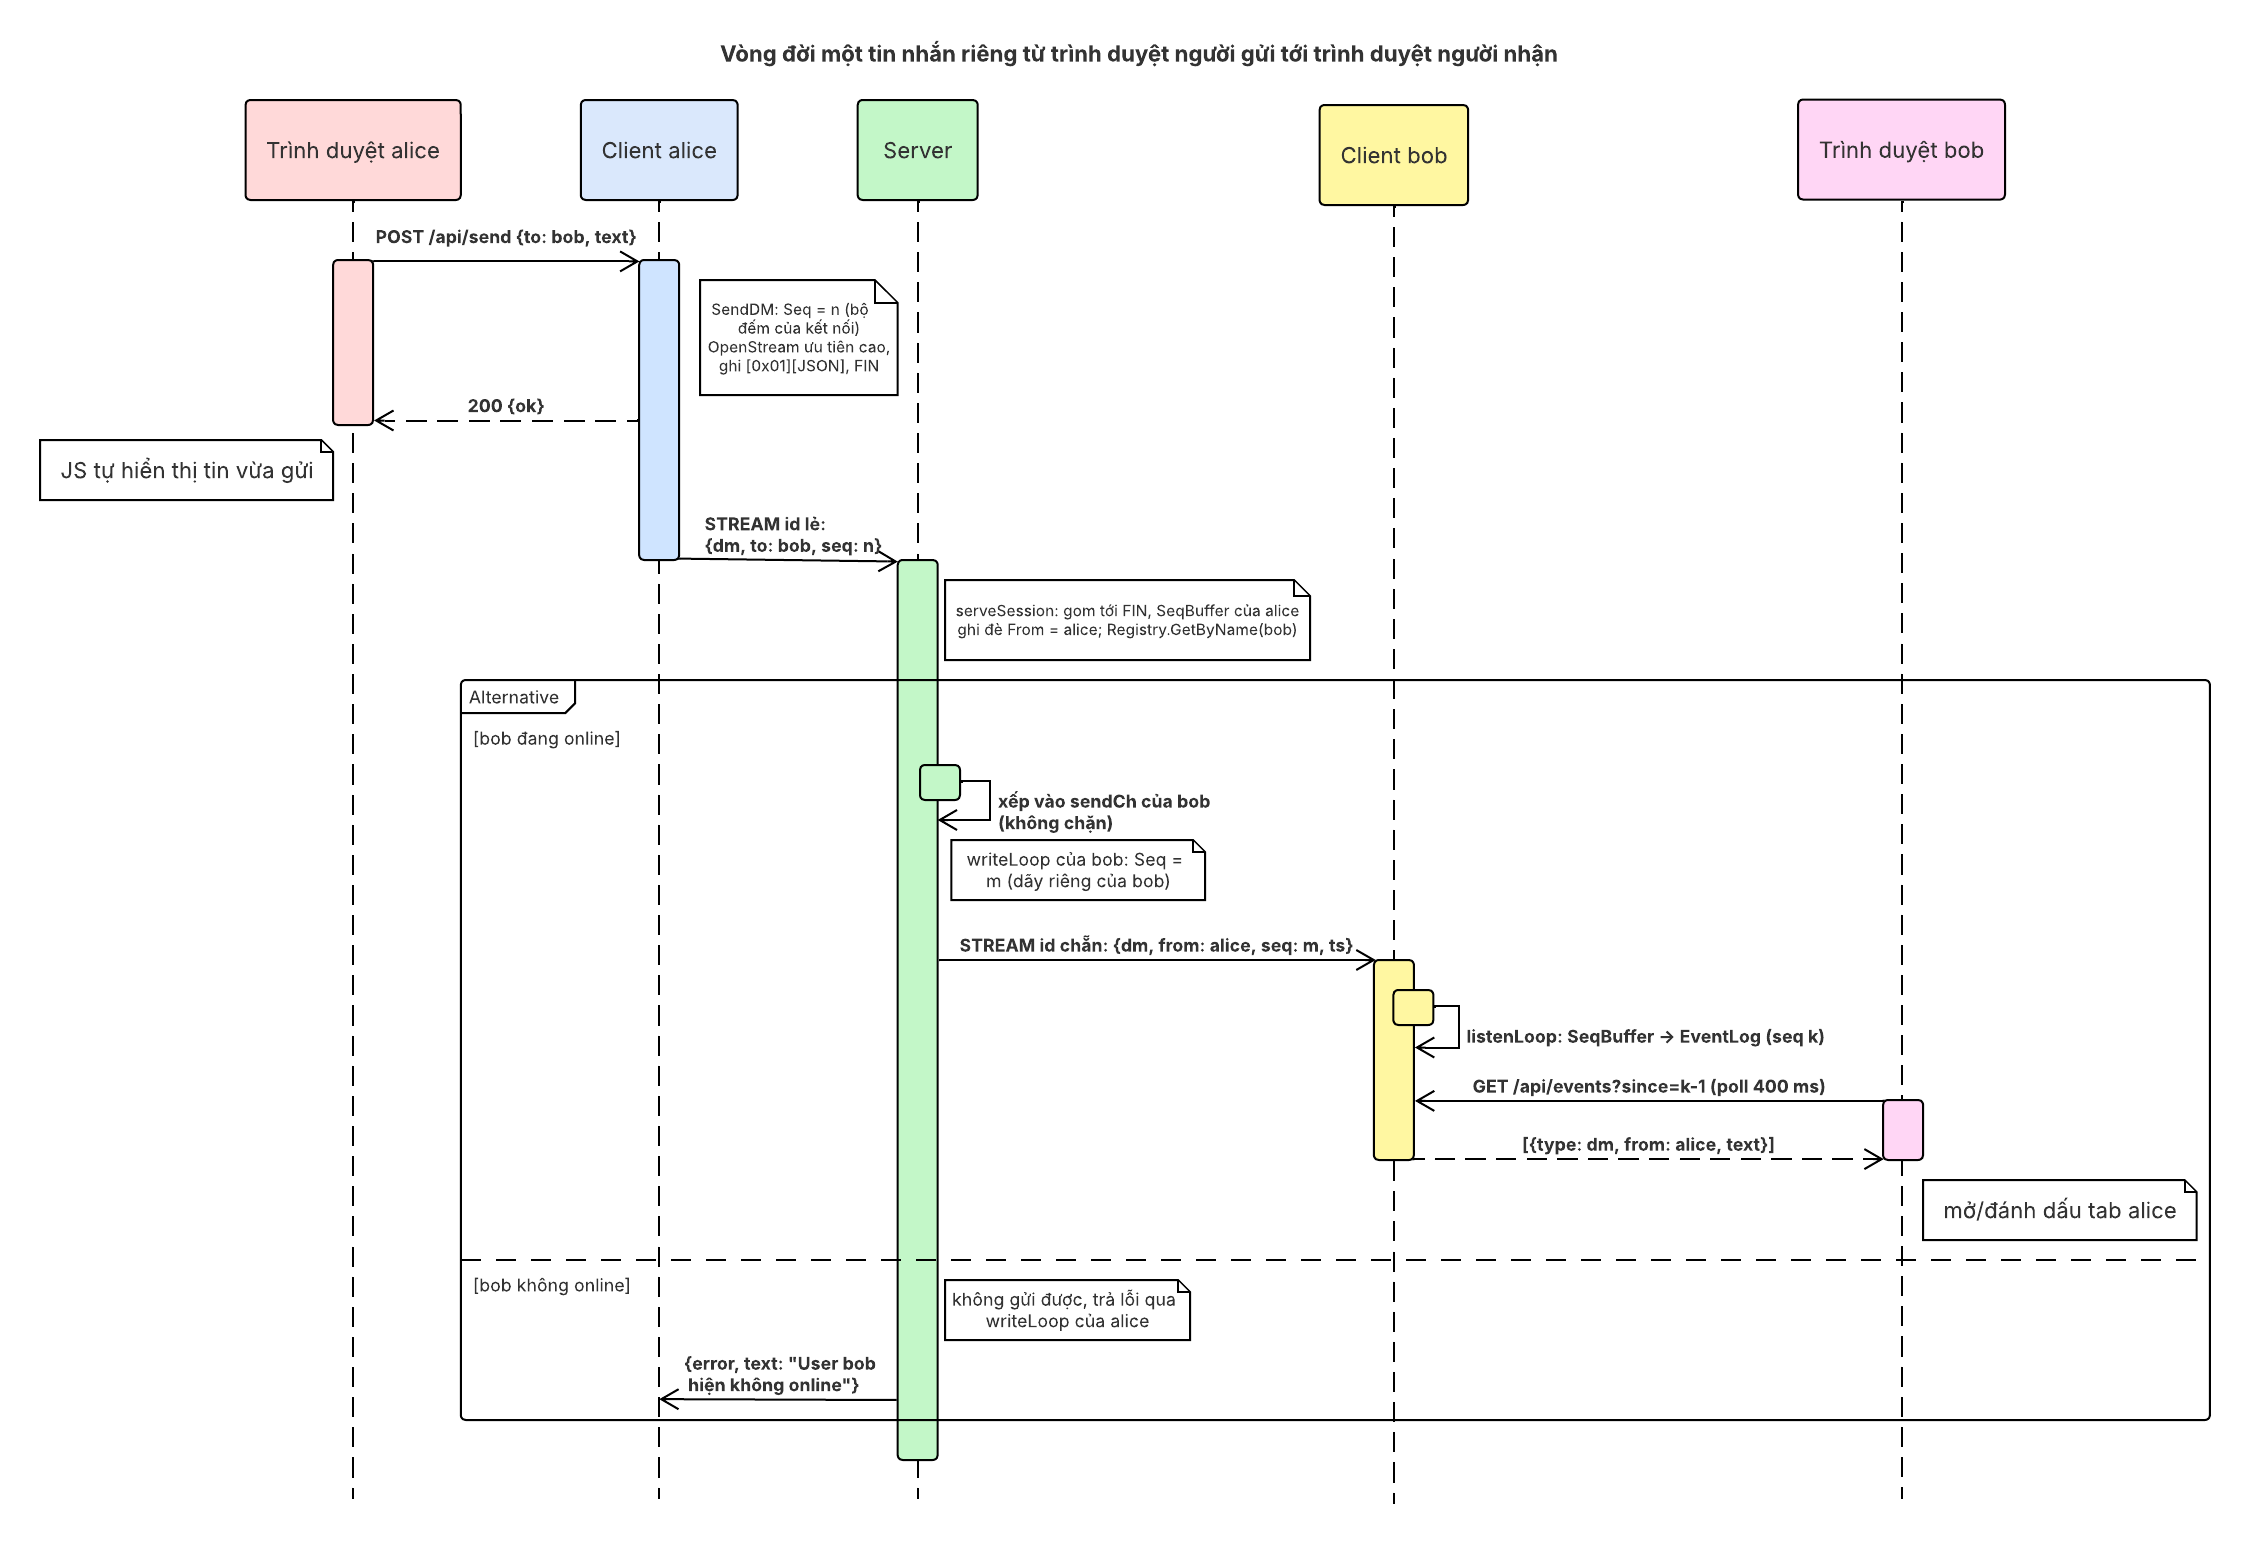 Vòng đời một tin nhắn riêng từ trình duyệt người gửi tới trình duyệt người nhận
Trình duyệt alice
Client alice
Server
Client bob
Trình duyệt bob
POST /api/send {to: bob, text}
SendDM: Seq = n (bộ
đếm của kết nối)
OpenStream ưu tiên cao,
ghi [0x01][JSON], FIN
200 {ok}
JS tự hiển thị tin vừa gửi
STREAM id lẻ:
{dm, to: bob, seq: n}
serveSession: gom tới FIN, SeqBuffer của alice
ghi đè From = alice; Registry.GetByName(bob)
Alternative
[bob đang online]
xếp vào sendCh của bob
(không chặn)
writeLoop của bob: Seq =
m (dãy riêng của bob)
STREAM id chẵn: {dm, from: alice, seq: m, ts}
listenLoop: SeqBuffer → EventLog (seq k)
GET /api/events?since=k-1 (poll 400 ms)
[{type: dm, from: alice, text}]
mở/đánh dấu tab alice
[bob không online]
không gửi được, trả lỗi qua
writeLoop của alice
{error, text: "User bob
hiện không online"}